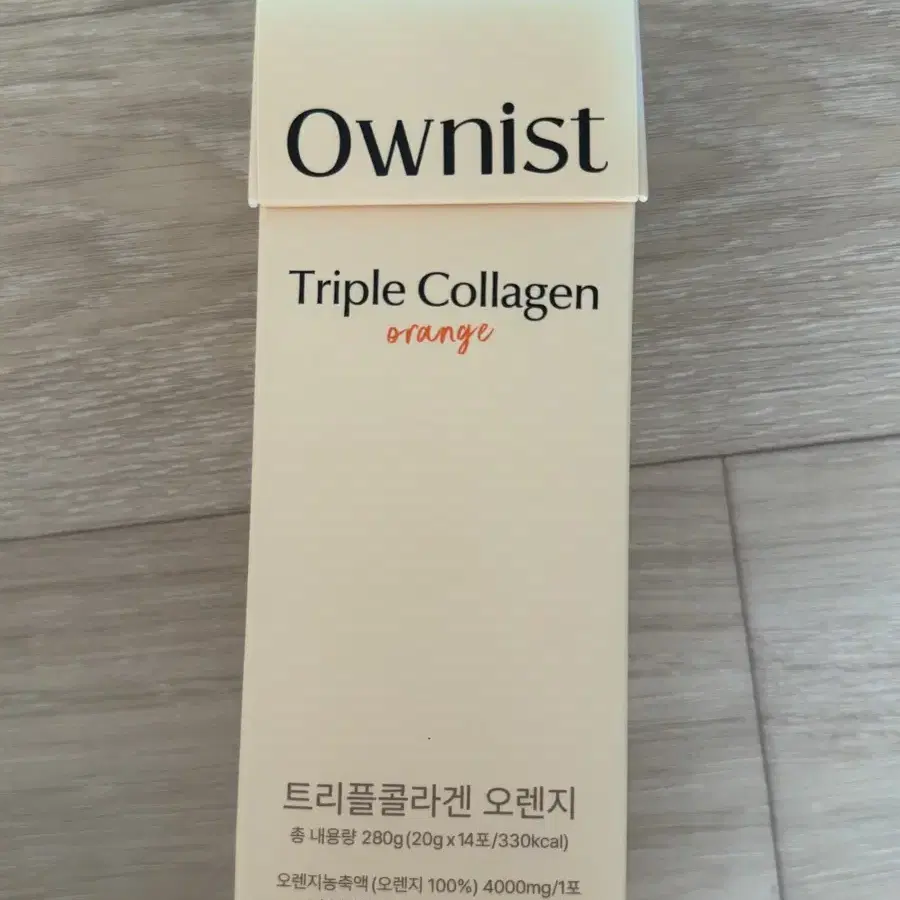 Ownist
Triple Collagen
orange
트리플콜라겐 오렌지
총 내용량 280g(20g x 14포/330kcal)
오렌지농축액(오렌지 100%) 4000mg/1포